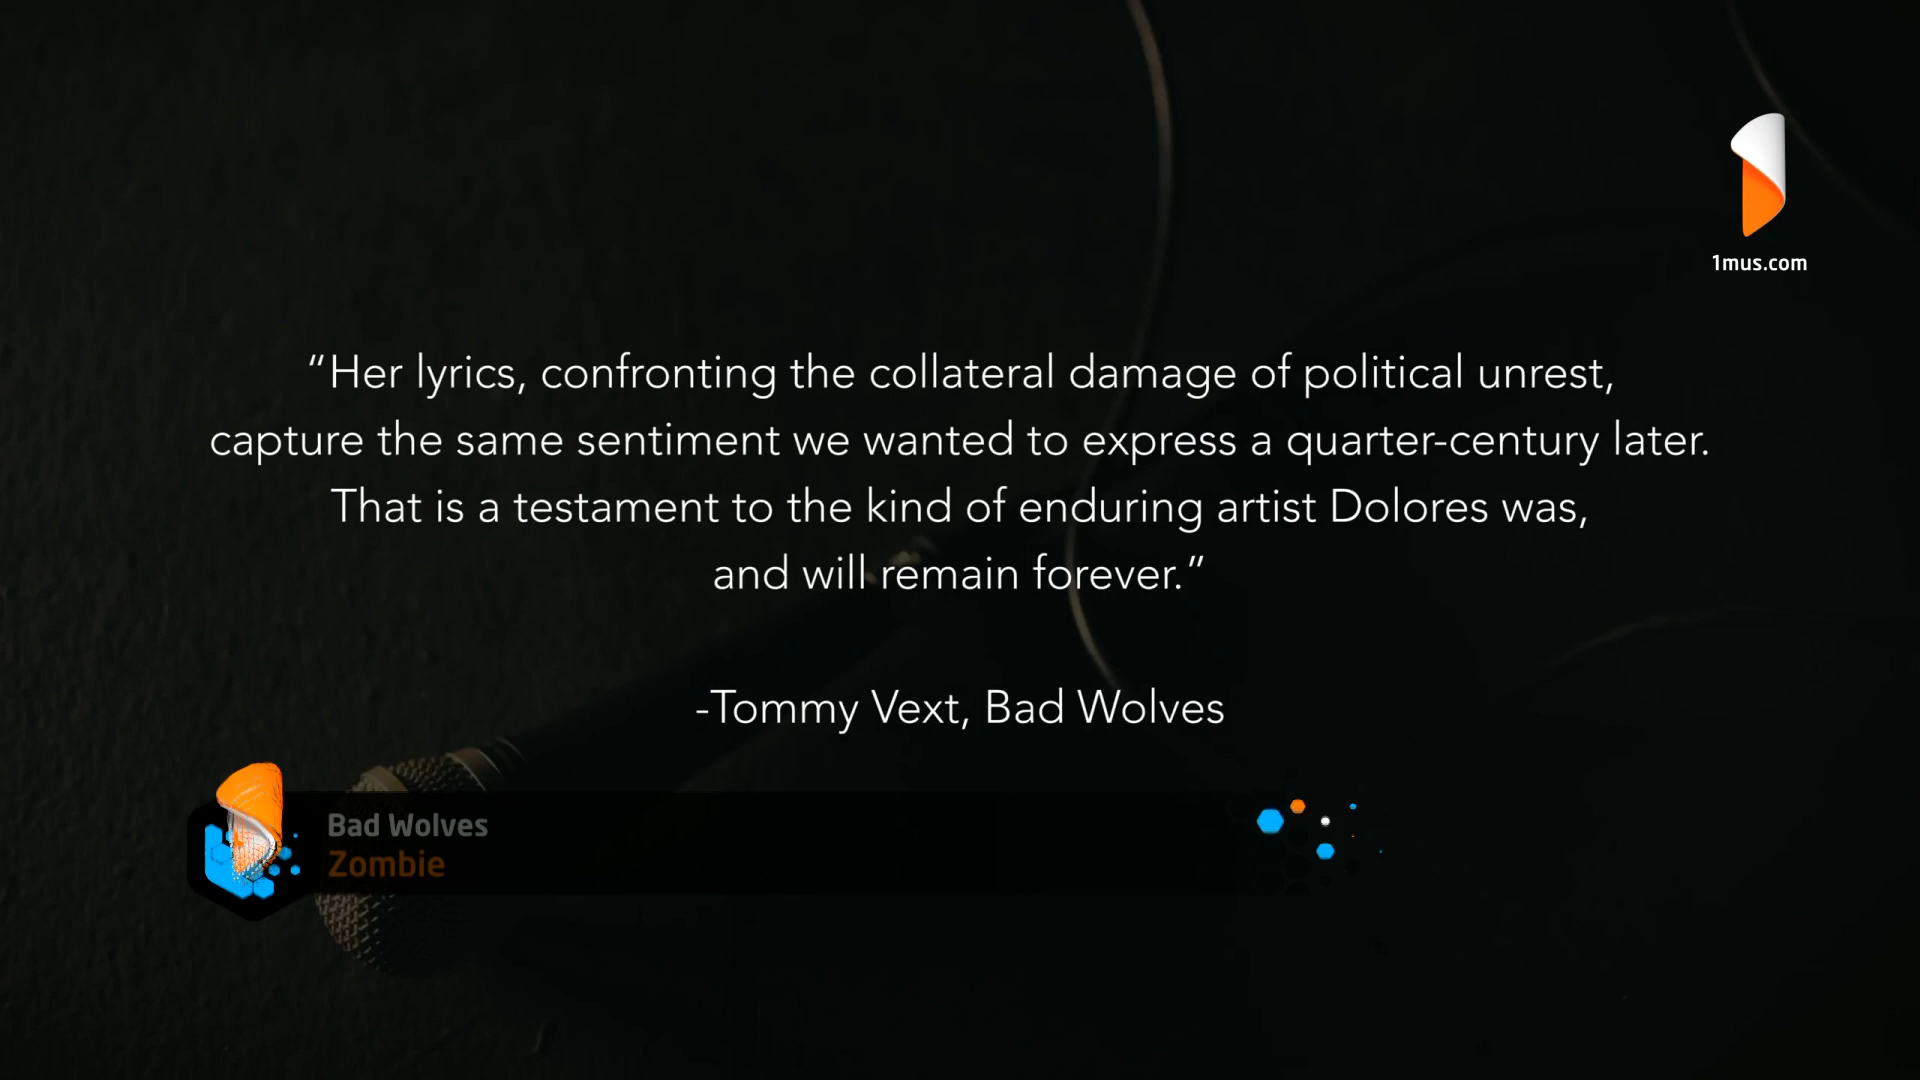 1mus.com
“Her lyrics, confronting the collateral damage of political unrest,
capture the same sentiment we wanted to express a quarter-century later.
That is a testament to the kind of enduring artist Dolores was,
and will remain forever.”
-Tommy Vext, Bad Wolves
Bad Wolves
Zombie